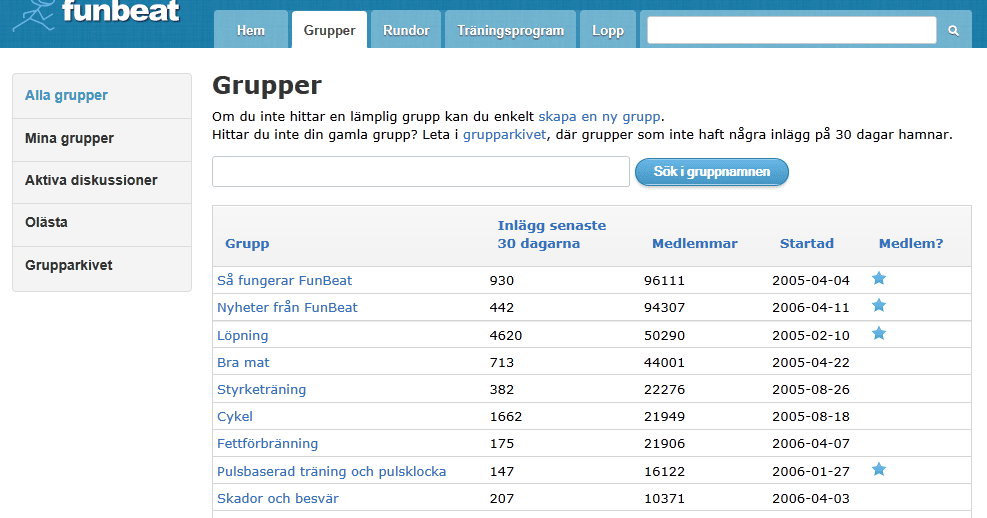 funbeat
Hem Grupper Rundor Träningsprogram Lopp
Alla grupper
Mina grupper
Aktiva diskussioner
Olästa
Grupparkivet
Grupper
Om du inte hittar en lämplig grupp kan du enkelt skapa en ny grupp.
Hittar du inte din gamla grupp? Leta i grupparkivet, där grupper som inte haft några inlägg på 30 dagar hamnar.
Sök i gruppnamnen
Grupp Inlägg senaste 30 dagarna Medlemmar Startad Medlem?
Så fungerar FunBeat 930 96111 2005-04-04
Nyheter från FunBeat 442 94307 2006-04-11
Löpning 4620 50290 2005-02-10
Bra mat 713 44001 2005-04-22
Styrketräning 382 22276 2005-08-26
Cykel 1662 21949 2005-08-18
Fettförbränning 175 21906 2006-04-07
Pulsbaserad träning och pulsklocka 147 16122 2006-01-27
Skador och besvär 207 10371 2006-04-03